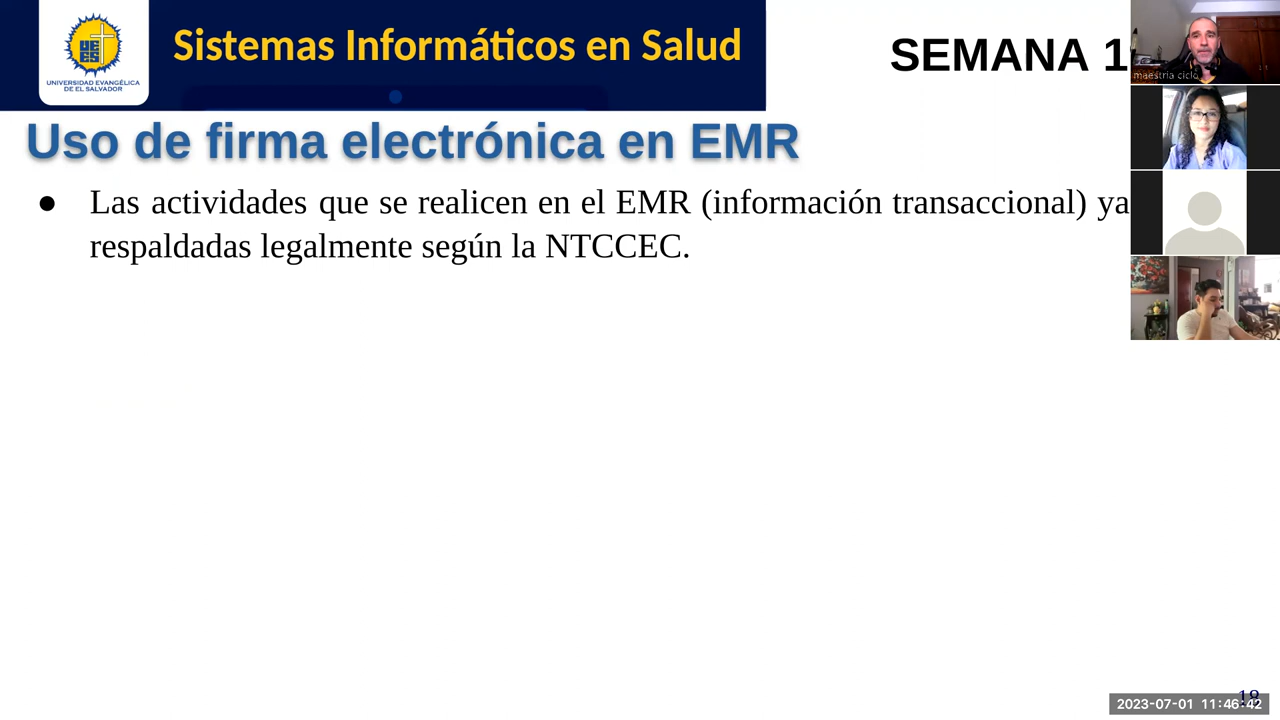 Sistemas Informáticos en Salud
SEMANA 1
UNIVERSIDAD EVANGÉLICA
DE EL SALVADOR
maestria ciclo
Uso de firma electrónica en EMR
● Las actividades que se realicen en el EMR (información transaccional) ya
respaldadas legalmente según la NTCCEC.
18
2023-07-01 11:46:42